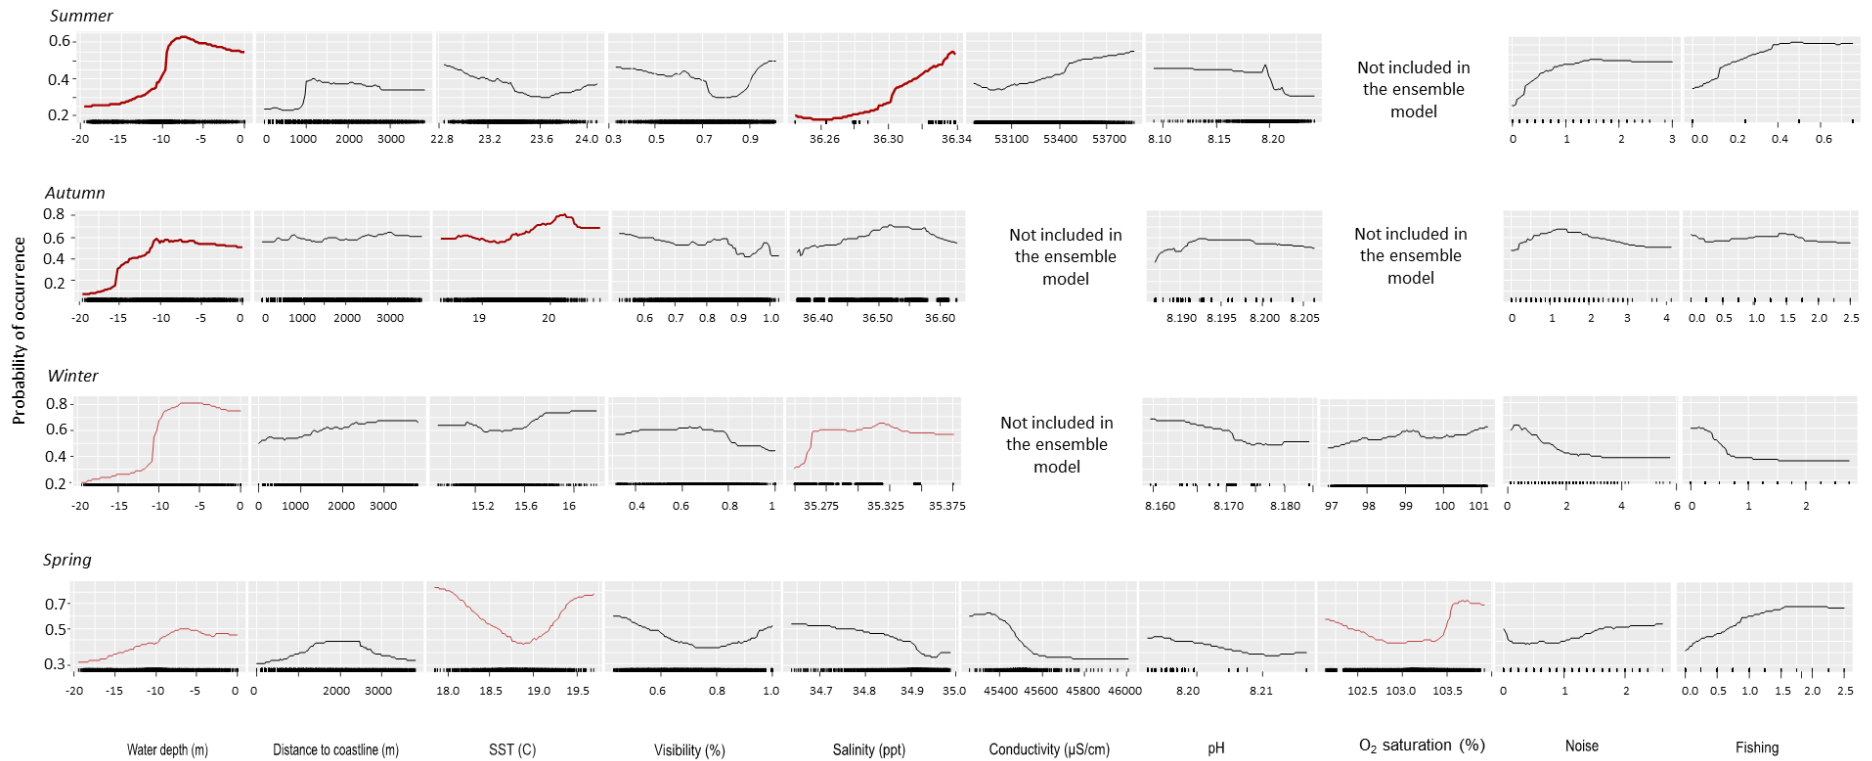 Summer
0.6
0.4
0.2
-20 -15 -10 -5 0
0 1000 2000 3000
22.8 23.2 23.6 24.0
0.3 0.5 0.7 0.9
36.26 36.30 36.34
53100 53400 53700
8.10 8.15 8.20
Not included in
the ensemble
model
0 1 2 3
0.0 0.2 0.4 0.6
Autumn
0.8
0.6
0.4
0.2
-20 -15 -10 -5 0
0 1000 2000 3000
19 20
0.6 0.7 0.8 0.9 1.0
36.40 36.50 36.60
Not included in
the ensemble
model
8.190 8.195 8.200 8.205
Not included in
the ensemble
model
0 1 2 3 4
0.0 0.5 1.0 1.5 2.0 2.5
Probability of occurrence
Winter
0.8
0.6
0.4
0.2
-20 -15 -10 -5 0
0 1000 2000 3000
15.2 15.6 16
0.4 0.6 0.8 1
35.275 35.325 35.375
Not included in
the ensemble
model
8.160 8.170 8.180
97 98 99 100 101
0 2 4 6
0 1 2
Spring
0.7
0.5
0.3
-20 -15 -10 -5 0
0 2000 3000
18.0 18.5 19.0 19.5
0.6 0.8 1.0
34.7 34.8 34.9 35.0
45400 45600 45800 46000
8.20 8.21
102.5 103.0 103.5
0 1 2
0.0 0.5 1.0 1.5 2.0 2.5
Water depth (m)
Distance to coastline (m)
SST (C)
Visibility (%)
Salinity (ppt)
Conductivity (μS/cm)
pH
O₂ saturation (%)
Noise
Fishing